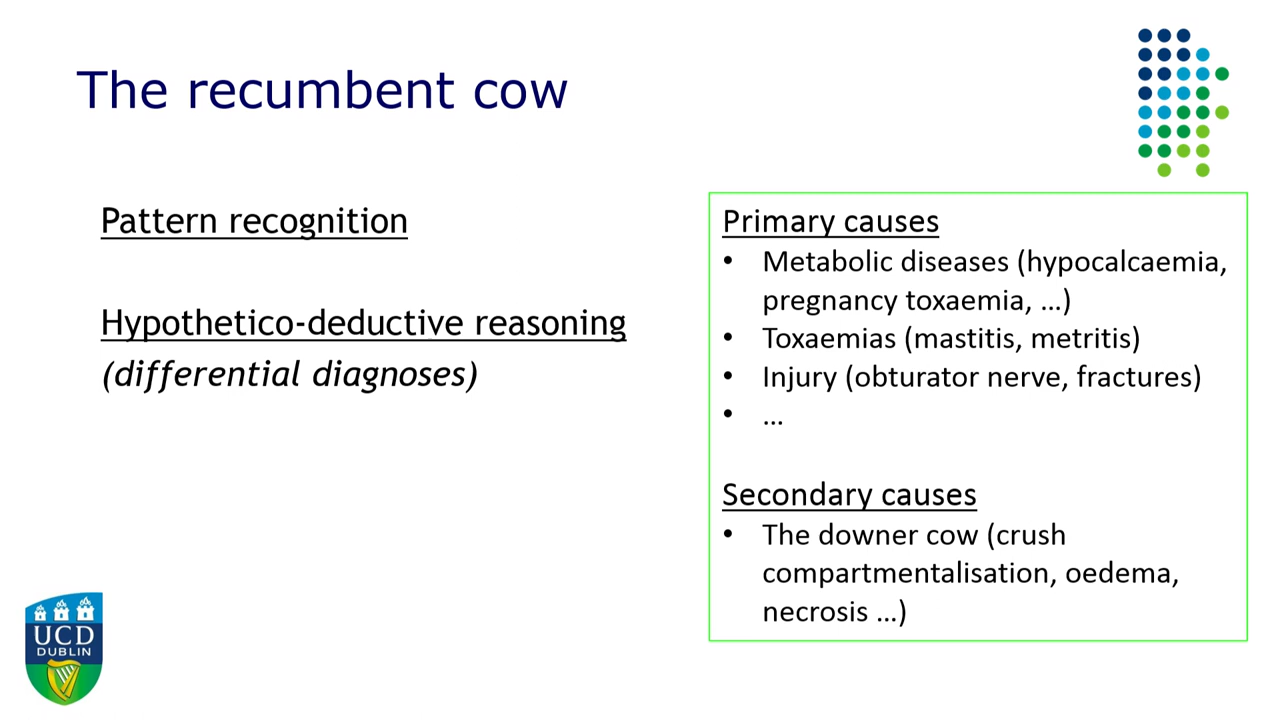 The recumbent cow
Pattern recognition
Hypothetico-deductive reasoning
(differential diagnoses)
Primary causes
• Metabolic diseases (hypocalcaemia,
pregnancy toxaemia, ...)
• Toxaemias (mastitis, metritis)
• Injury (obturator nerve, fractures)
• ...
Secondary causes
• The downer cow (crush
compartmentalisation, oedema,
necrosis ...)
UCD
DUBLIN